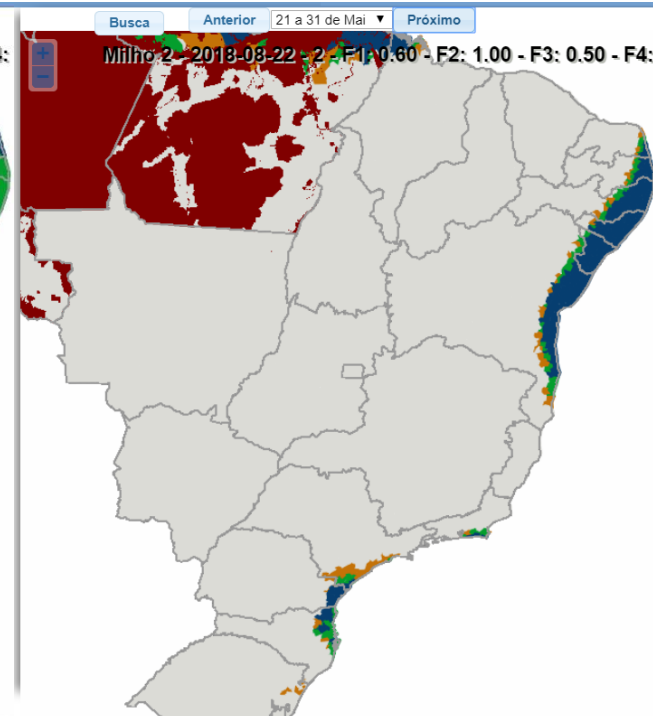 Busca
Anterior
21 a 31 de Mai
Próximo
4:
+
Milho 2 - 2018-08-22 - 2 - F1: 0.60 - F2: 1.00 - F3: 0.50 - F4:
−